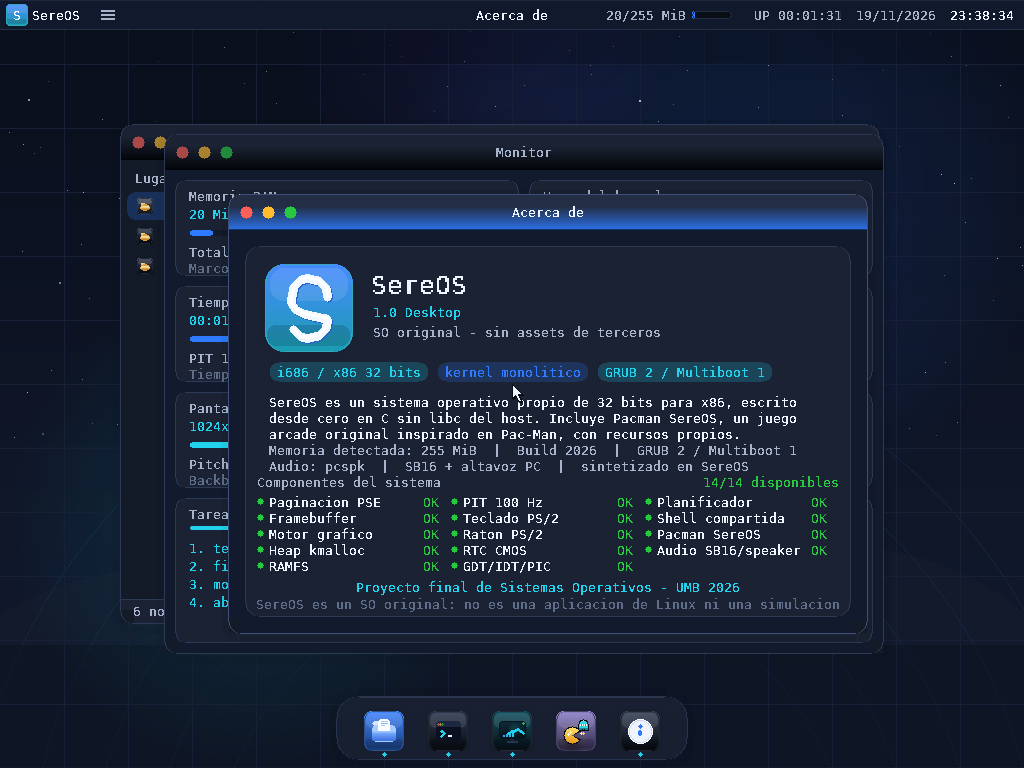 S SereOS
Acerca de
20/255 MiB
UP 00:01:31
19/11/2026
23:38:34
Monitor
Luga
Memori
20 Mi
Total
Marco
Tiemp
00:01
PIT 1
Tiemp
Panta
1024x
Pitch
Backb
Tarea
1. te
2. fi
3. mo
4. ab
6 no
Acerca de
SereOS
1.0 Desktop
SO original - sin assets de terceros
i686 / x86 32 bits
kernel monolitico
GRUB 2 / Multiboot 1
SereOS es un sistema operativo propio de 32 bits para x86, escrito
desde cero en C sin libc del host. Incluye Pacman SereOS, un juego
arcade original inspirado en Pac-Man, con recursos propios.
Memoria detectada: 255 MiB | Build 2026 | GRUB 2 / Multiboot 1
Audio: pcspk | SB16 + altavoz PC | sintetizado en SereOS
Componentes del sistema 14/14 disponibles
Paginacion PSE OK PIT 100 Hz OK Planificador OK
Framebuffer OK Teclado PS/2 OK Shell compartida OK
Motor grafico OK Raton PS/2 OK Pacman SereOS OK
Heap kmalloc OK RTC CMOS OK Audio SB16/speaker OK
RAMFS OK GDT/IDT/PIC OK
Proyecto final de Sistemas Operativos - UMB 2026
SereOS es un SO original: no es una aplicacion de Linux ni una simulacion